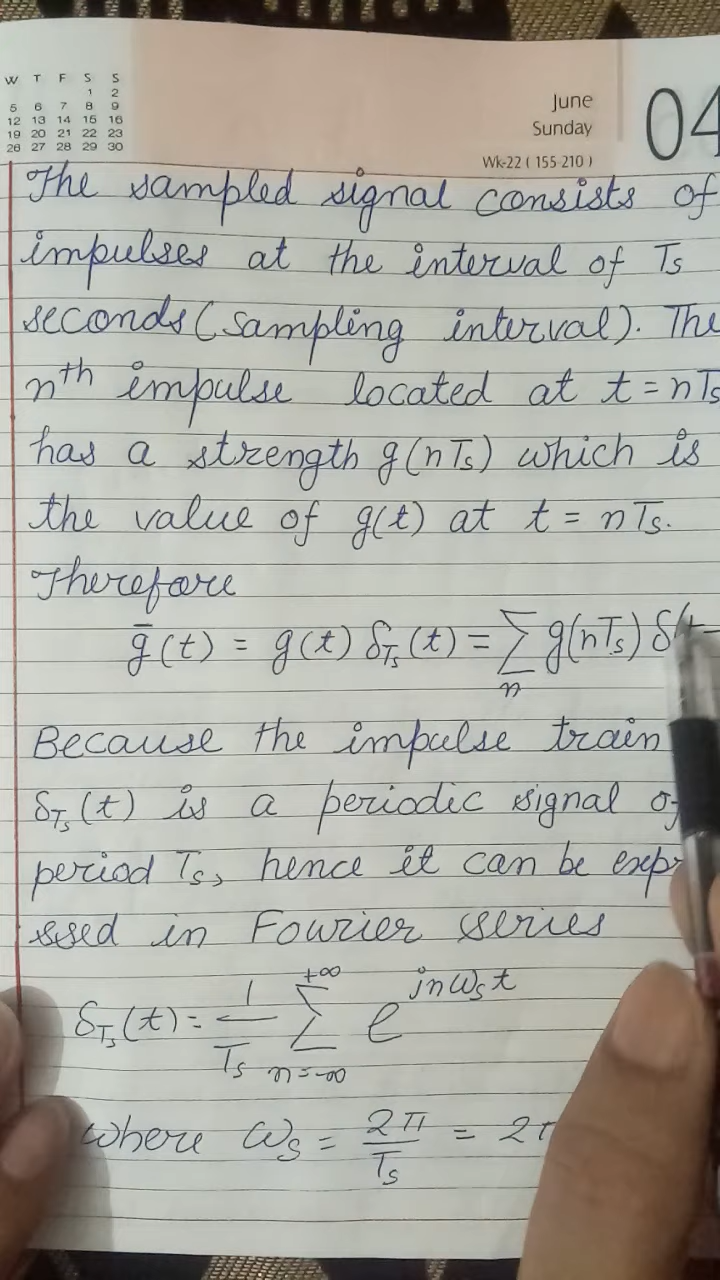 W T F S S
1 2
5 6 7 8 9
12 13 14 15 16
19 20 21 22 23
26 27 28 29 30
June
Sunday
Wk-22 (155-210)
04
The sampled signal consists of
impulses at the interval of Ts
seconds (sampling interval). The
nth impulse located at t = nTs
has a strength g(nTs) which is
the value of g(t) at t = nTs.
Therefore
ḡ(t) = g(t) δTs(t) = Σ g(nTs) δ(t
n
Because the impulse train
δTs(t) is a periodic signal of
period Ts, hence it can be expr
ssed in Fourier series
δTs(t) = 1/Ts Σ n=-∞ +∞ e^jnωst
where ωs = 2π/Ts = 2π